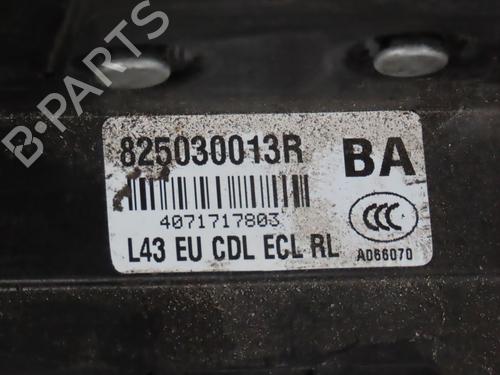 B-PARTS
825030013R BA
4071717803
CCC
L43 EU CDL ECL RL A066070